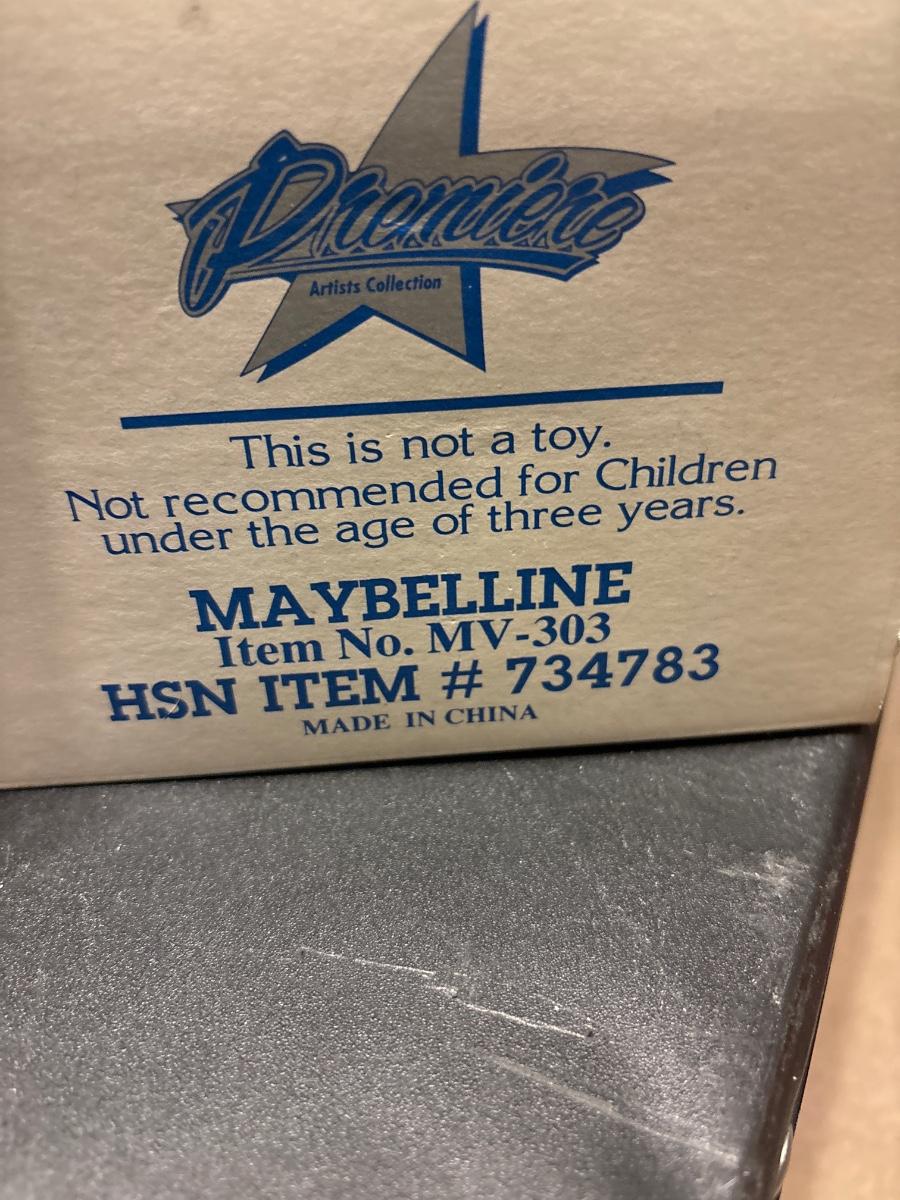 Premiere
Artists Collection
This is not a toy.
Not recommended for Children
under the age of three years.
MAYBELLINE
Item No. MV-303
HSN ITEM # 734783
MADE IN CHINA